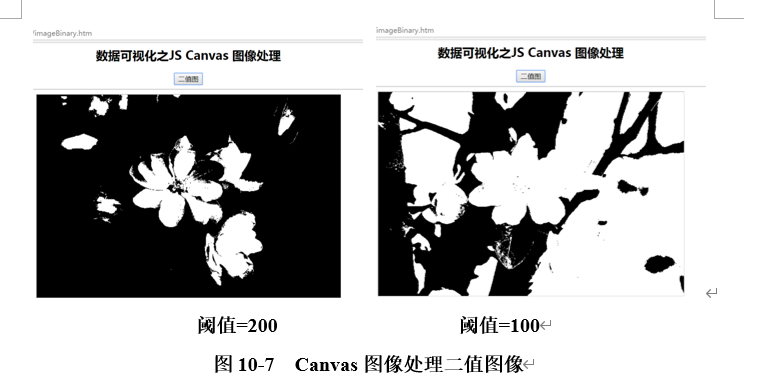 /imageBinary.htm
数据可视化之JS Canvas 图像处理
二值图
imageBinary.htm
数据可视化之JS Canvas 图像处理
二值图
阈值=200
阈值=100
图 10-7 Canvas 图像处理二值图像